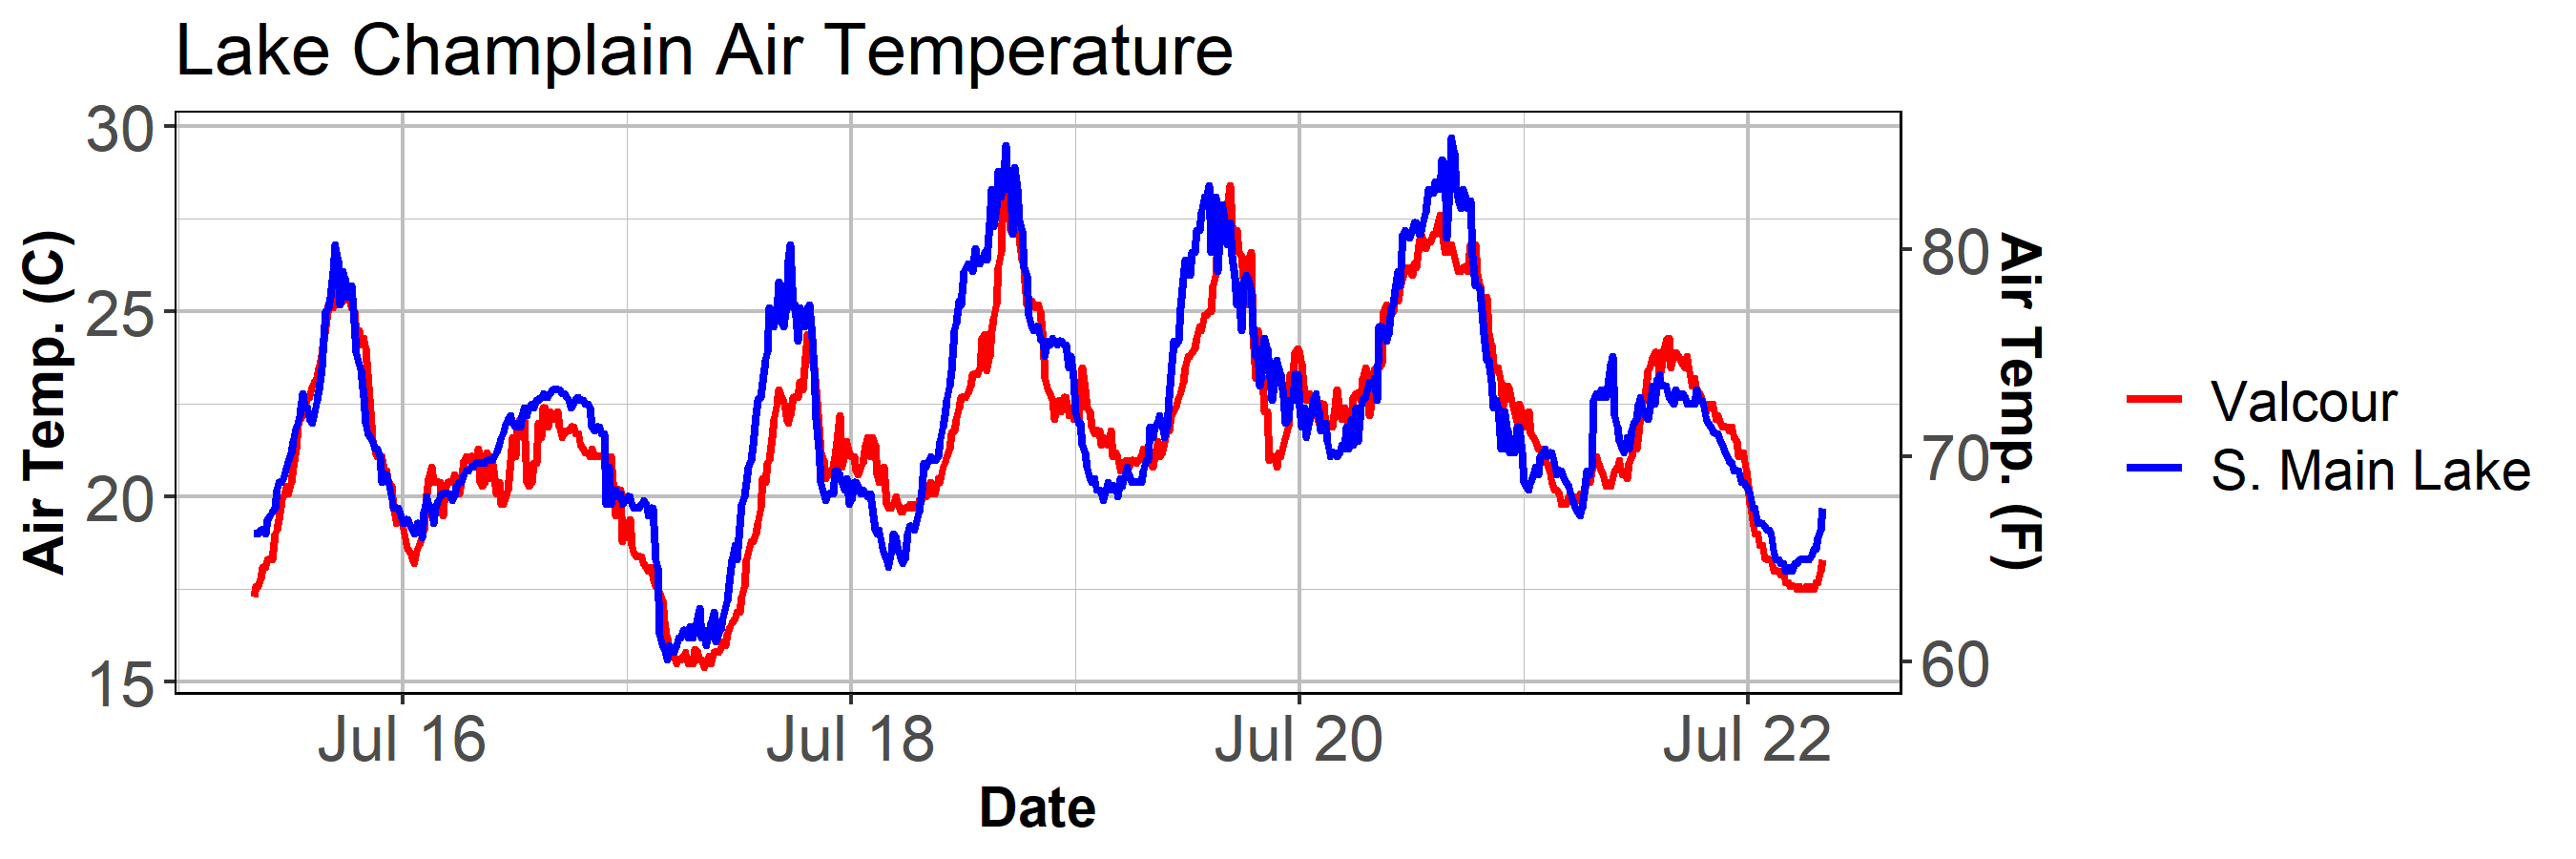 Lake Champlain Air Temperature
Air Temp. (C)
30
25
20
15
80
70
60
Air Temp. (F)
Jul 16 Jul 18 Jul 20 Jul 22
Date
Valcour
S. Main Lake